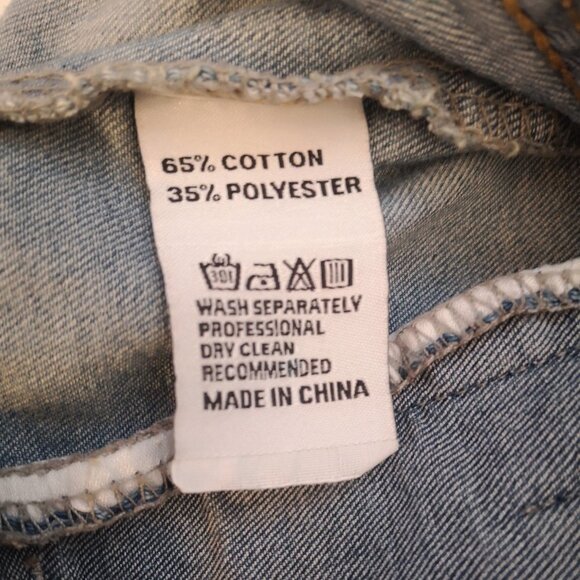 65% COTTON
35% POLYESTER
WASH SEPARATELY
PROFESSIONAL
DRY CLEAN
RECOMMENDED
MADE IN CHINA